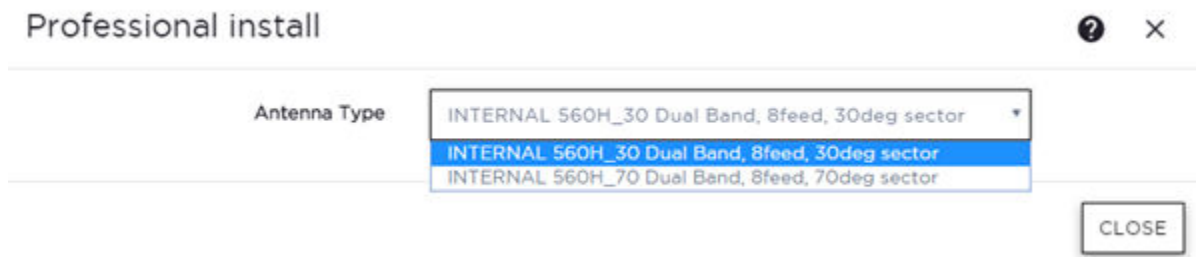 Professional install
Antenna Type
INTERNAL 560H_30 Dual Band, 8feed, 30deg sector
INTERNAL 560H_30 Dual Band, 8feed, 30deg sector
INTERNAL 560H_70 Dual Band, 8feed, 70deg sector
CLOSE